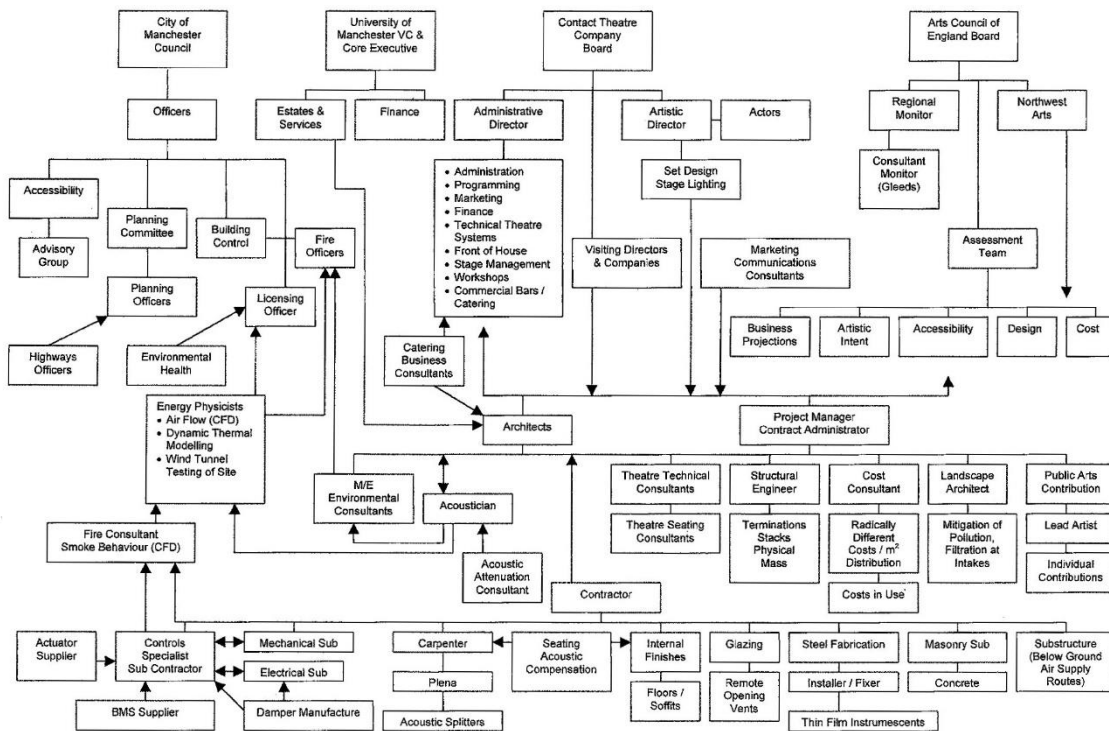 City of
Manchester
Council
University of
Manchester VC &
Core Executive
Contact Theatre
Company
Board
Arts Council of
England Board
Officers
Estates &
Services
Finance
Administrative
Director
Artistic
Director
Actors
Regional
Monitor
Northwest
Arts
Accessibility
Advisory
Group
Planning
Committee
Planning
Officers
Building
Control
Fire
Officers
Licensing
Officer
Highways
Officers
Environmental
Health
• Administration
• Programming
• Marketing
• Finance
• Technical Theatre
Systems
• Front of House
• Stage Management
• Workshops
• Commercial Bars /
Catering
Set Design
Stage Lighting
Visiting Directors
& Companies
Marketing
Communications
Consultants
Consultant
Monitor
(Gleeds)
Assessment
Team
Business
Projections
Artistic
Intent
Accessibility
Design
Cost
Catering
Business
Consultants
Energy Physicists
• Air Flow (CFD)
• Dynamic Thermal
Modelling
• Wind Tunnel
Testing of Site
Architects
Project Manager
Contract Administrator
M/E
Environmental
Consultants
Acoustician
Theatre Technical
Consultants
Structural
Engineer
Cost
Consultant
Landscape
Architect
Public Arts
Contribution
Fire Consultant
Smoke Behaviour (CFD)
Acoustic
Attenuation
Consultant
Theatre Seating
Consultants
Terminations
Stacks
Physical
Mass
Radically
Different
Costs / m²
Distribution
Mitigation of
Pollution,
Filtration at
Intakes
Lead Artist
Individual
Contributions
Costs in Use
Contractor
Actuator
Supplier
Controls
Specialist
Sub Contractor
Mechanical Sub
Electrical Sub
BMS Supplier
Damper Manufacture
Carpenter
Plena
Acoustic Splitters
Seating
Acoustic
Compensation
Internal
Finishes
Floors /
Soffits
Glazing
Remote
Opening
Vents
Steel Fabrication
Installer / Fixer
Thin Film Instrumescents
Masonry Sub
Concrete
Substructure
(Below Ground
Air Supply
Routes)